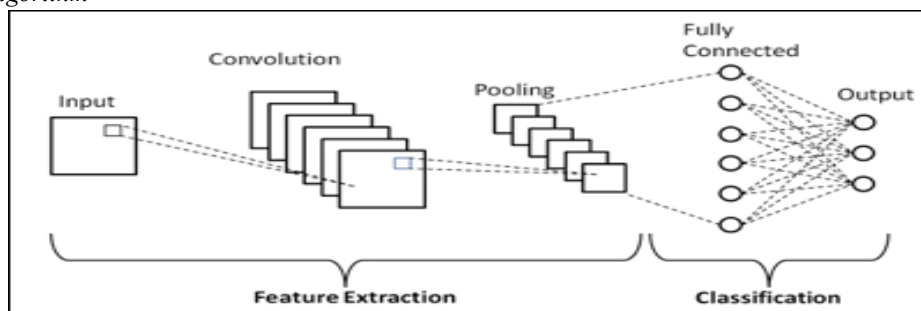 Fully
Connected
Convolution
Pooling
Input
Output
Feature Extraction
Classification